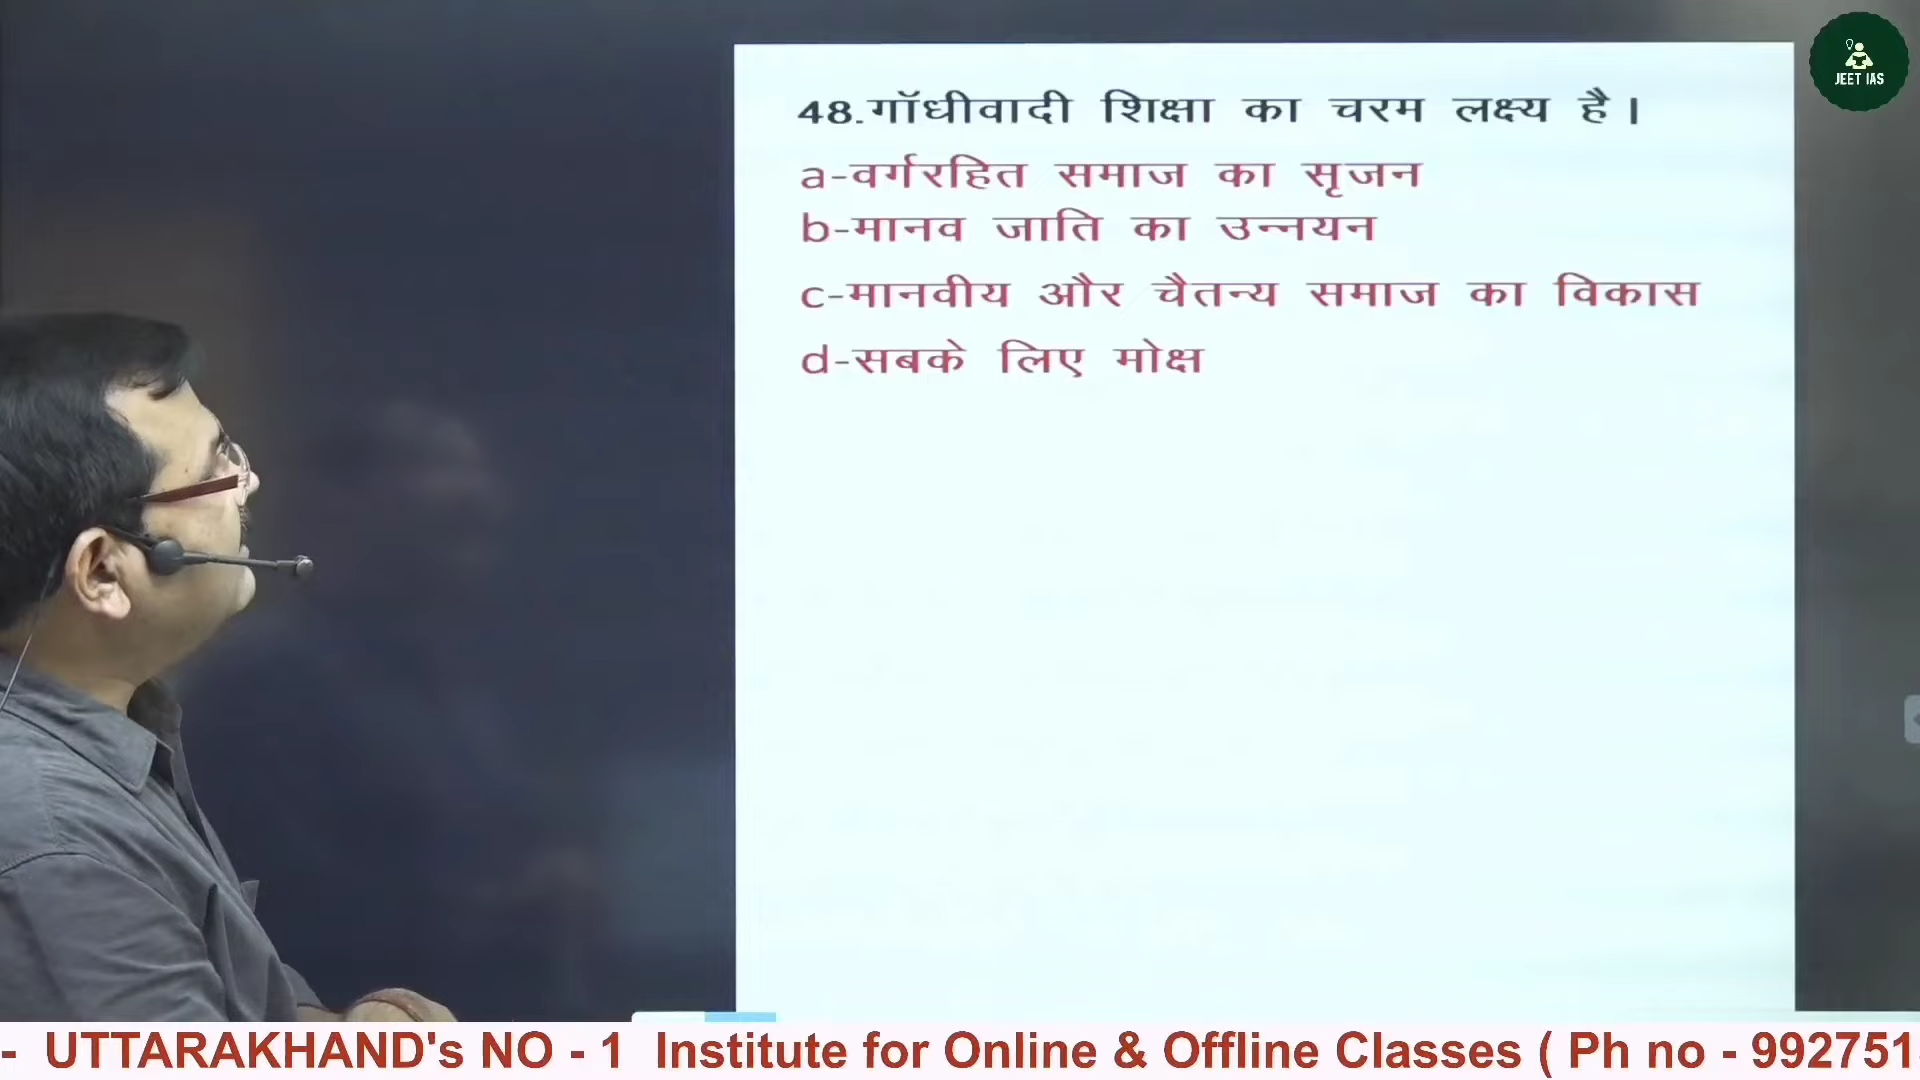 JEET IAS
48.गॉधीवादी शिक्षा का चरम लक्ष्य है।
a-वर्गरहित समाज का सृजन
b-मानव जाति का उन्नयन
c-मानवीय और चैतन्य समाज का विकास
d-सबके लिए मोक्ष
- UTTARAKHAND's NO - 1 Institute for Online & Offline Classes ( Ph no - 992751